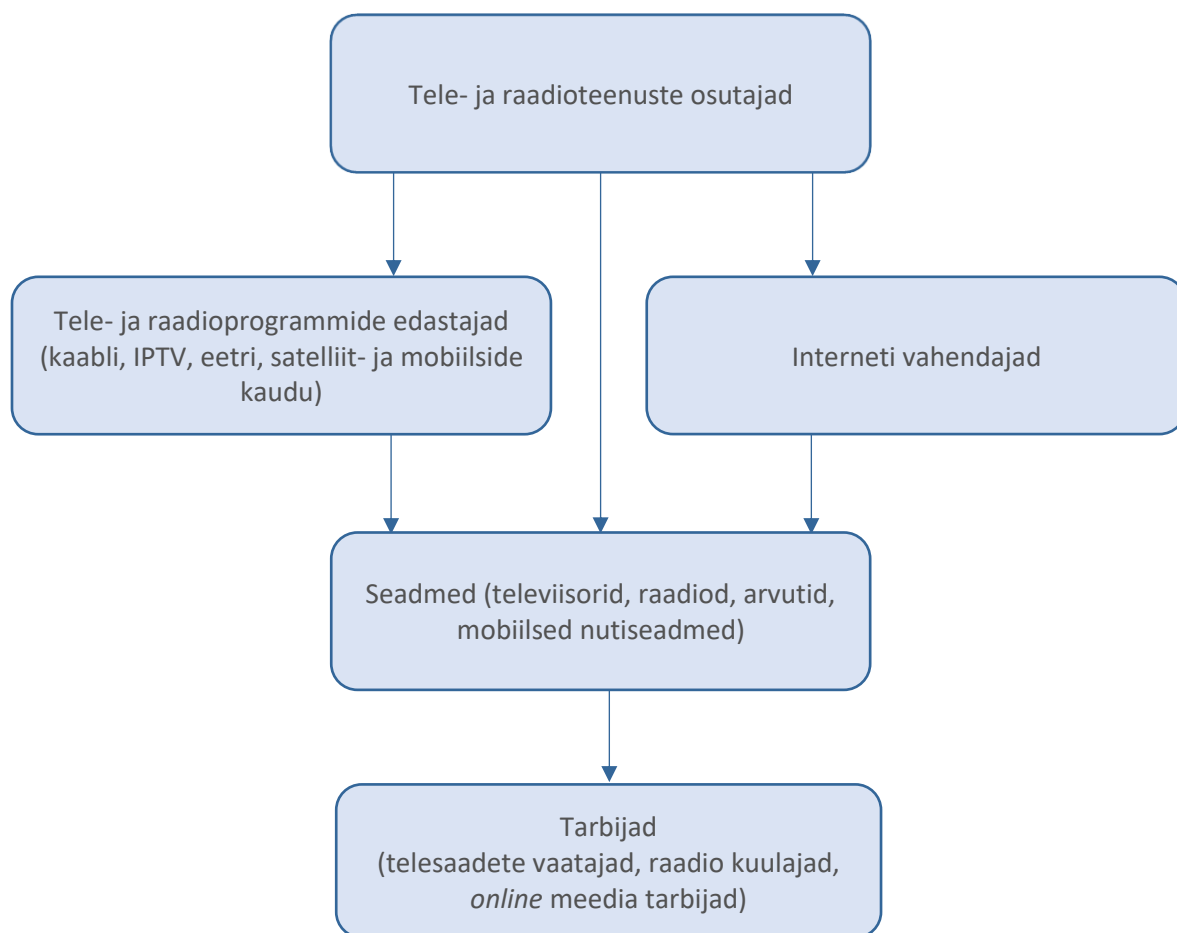 Tele- ja raadioteenuste osutajad
Tele- ja raadioprogrammide edastajad
(kaabli, IPTV, eetri, satelliit- ja mobiilside
kaudu)
Interneti vahendajad
Seadmed (televiisorid, raadiod, arvutid,
mobiilsed nutiseadmed)
Tarbijad
(telesaadete vaatajad, raadio kuulajad,
online meedia tarbijad)